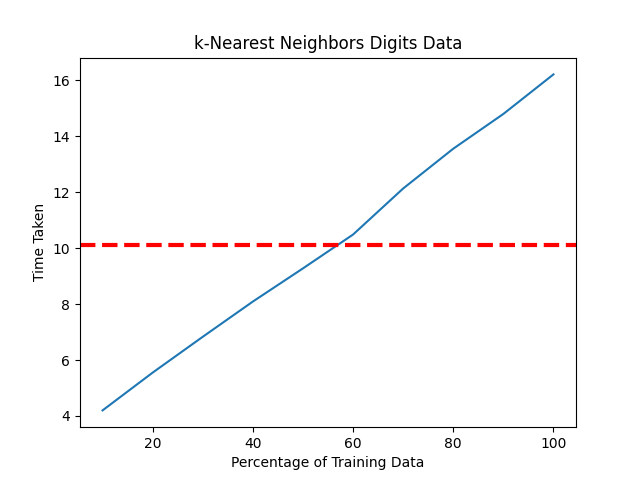 k-Nearest Neighbors Digits Data
16
14
12
10
8
6
4
Time Taken
20 40 60 80 100
Percentage of Training Data